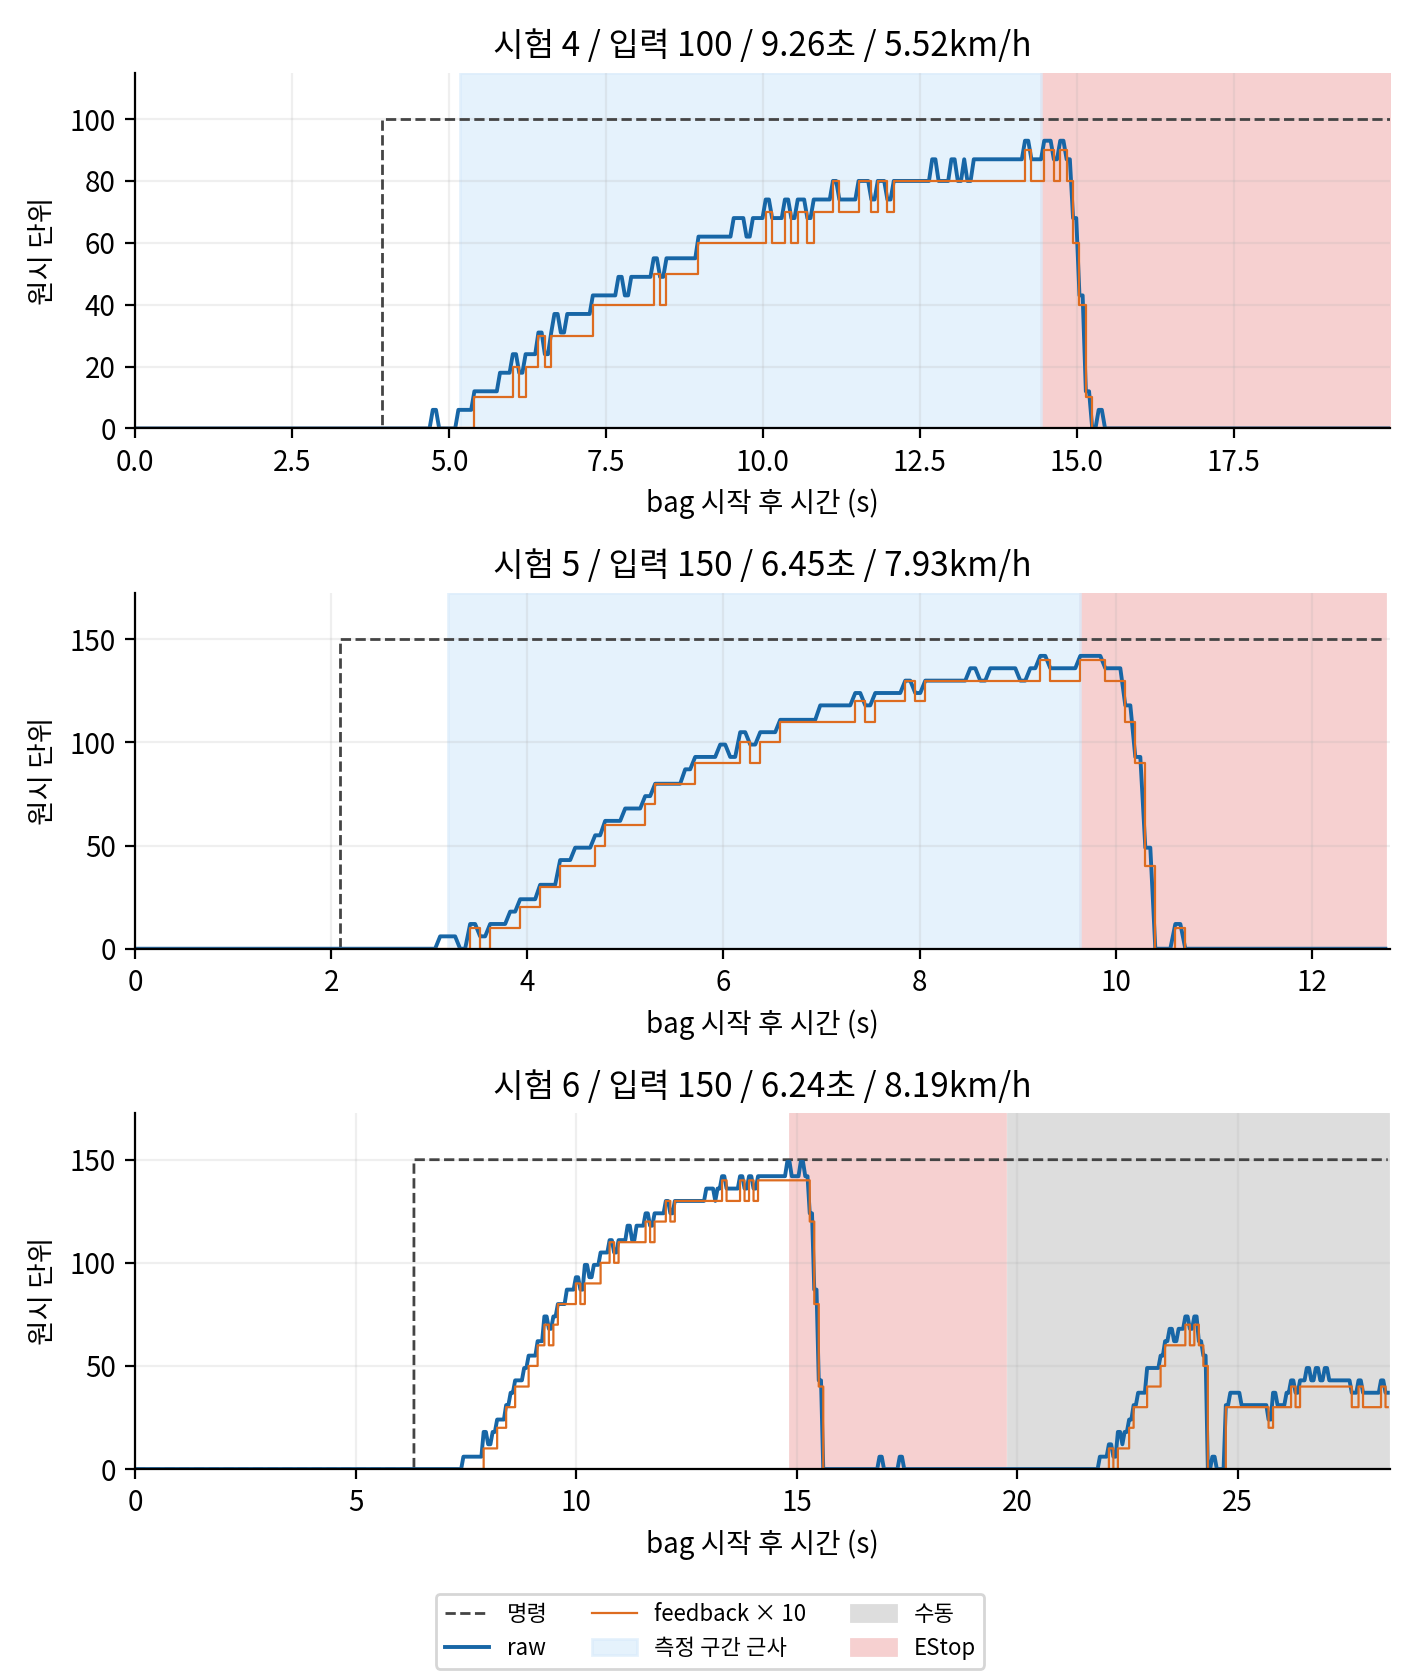 시험 4 / 입력 100 / 9.26초 / 5.52km/h
원시 단위
100
80
60
40
20
0
0.0 2.5 5.0 7.5 10.0 12.5 15.0 17.5
bag 시작 후 시간 (s)
시험 5 / 입력 150 / 6.45초 / 7.93km/h
원시 단위
150
100
50
0
0 2 4 6 8 10 12
bag 시작 후 시간 (s)
시험 6 / 입력 150 / 6.24초 / 8.19km/h
원시 단위
150
100
50
0
0 5 10 15 20 25
bag 시작 후 시간 (s)
명령 feedback × 10 수동
raw 측정 구간 근사 EStop